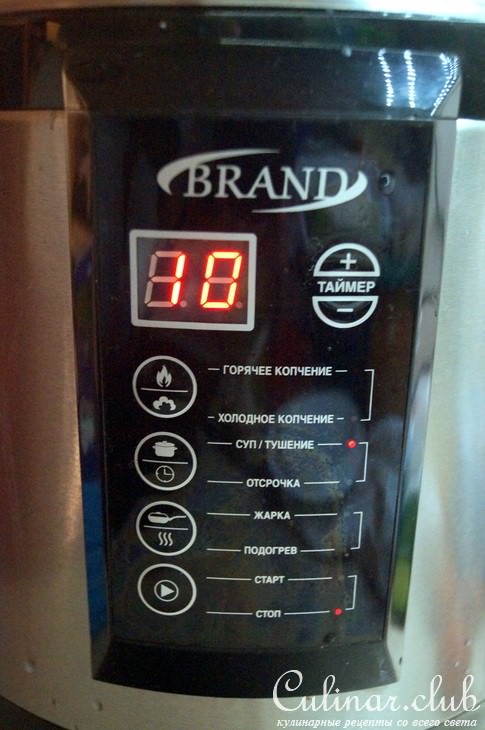 BRAND
10
+
ТАЙМЕР
−
ГОРЯЧЕЕ КОПЧЕНИЕ
ХОЛОДНОЕ КОПЧЕНИЕ
СУП / ТУШЕНИЕ
ОТСРОЧКА
ЖАРКА
ПОДОГРЕВ
СТАРТ
СТОП
Culinar.club
кулинарные рецепты со всего света